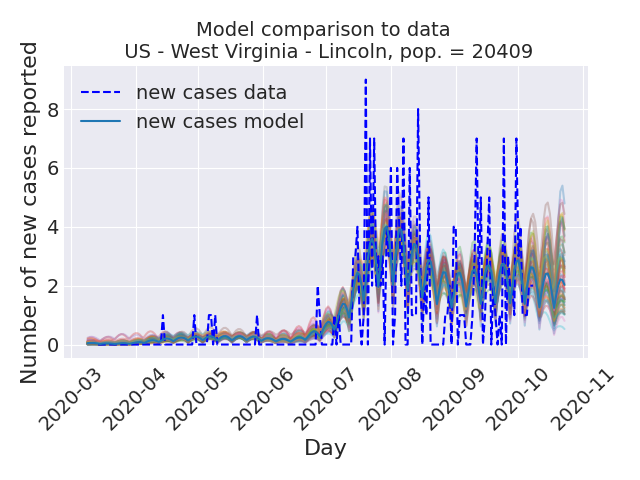 Model comparison to data
US - West Virginia - Lincoln, pop. = 20409
Number of new cases reported
new cases data
new cases model
8
6
4
2
0
2020-03
2020-04
2020-05
2020-06
2020-07
2020-08
2020-09
2020-10
2020-11
Day